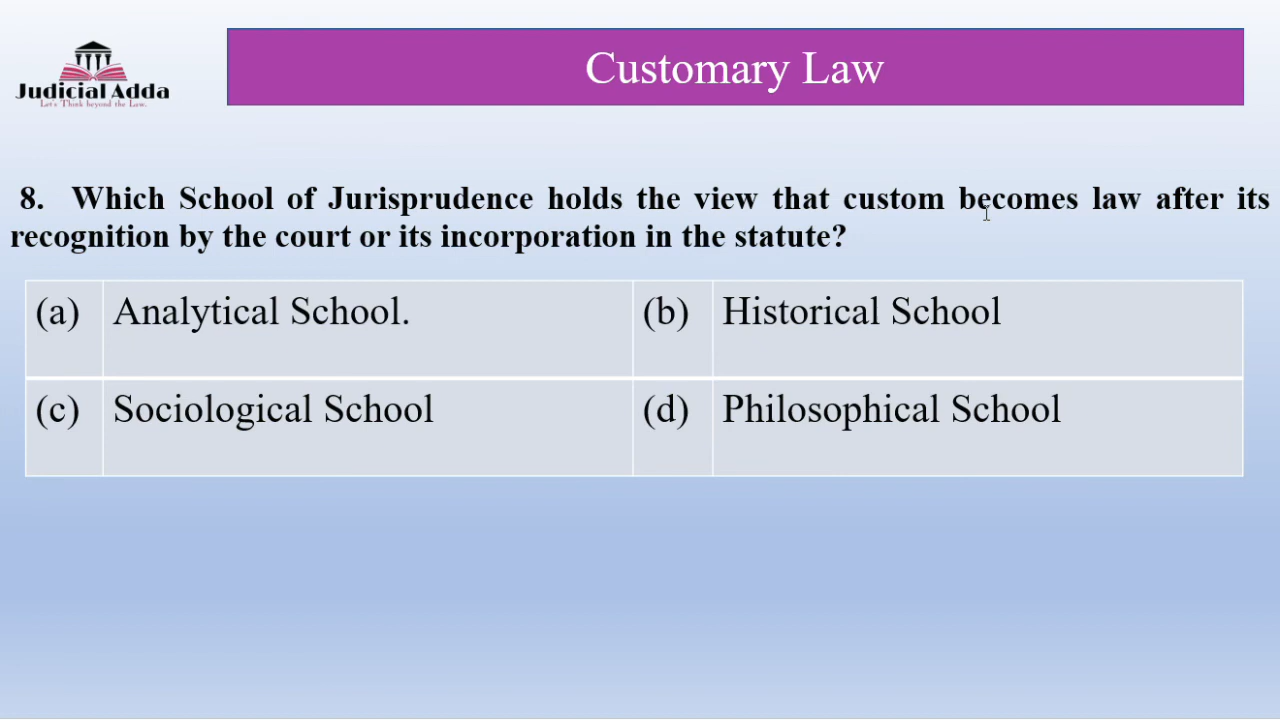 Judicial Adda
Let's Think beyond the Law.
Customary Law
8. Which School of Jurisprudence holds the view that custom becomes law after its
recognition by the court or its incorporation in the statute?
(a) Analytical School. (b) Historical School
(c) Sociological School (d) Philosophical School